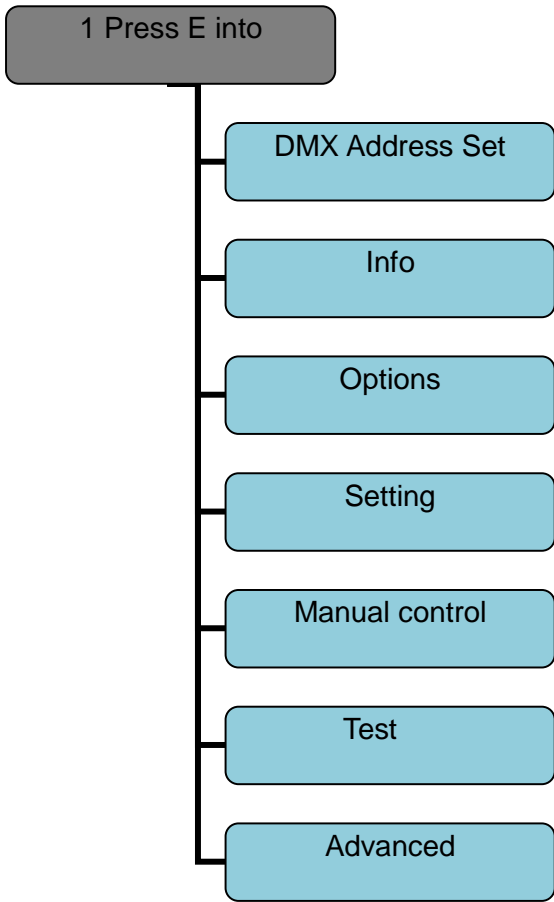 1 Press E into
DMX Address Set
Info
Options
Setting
Manual control
Test
Advanced